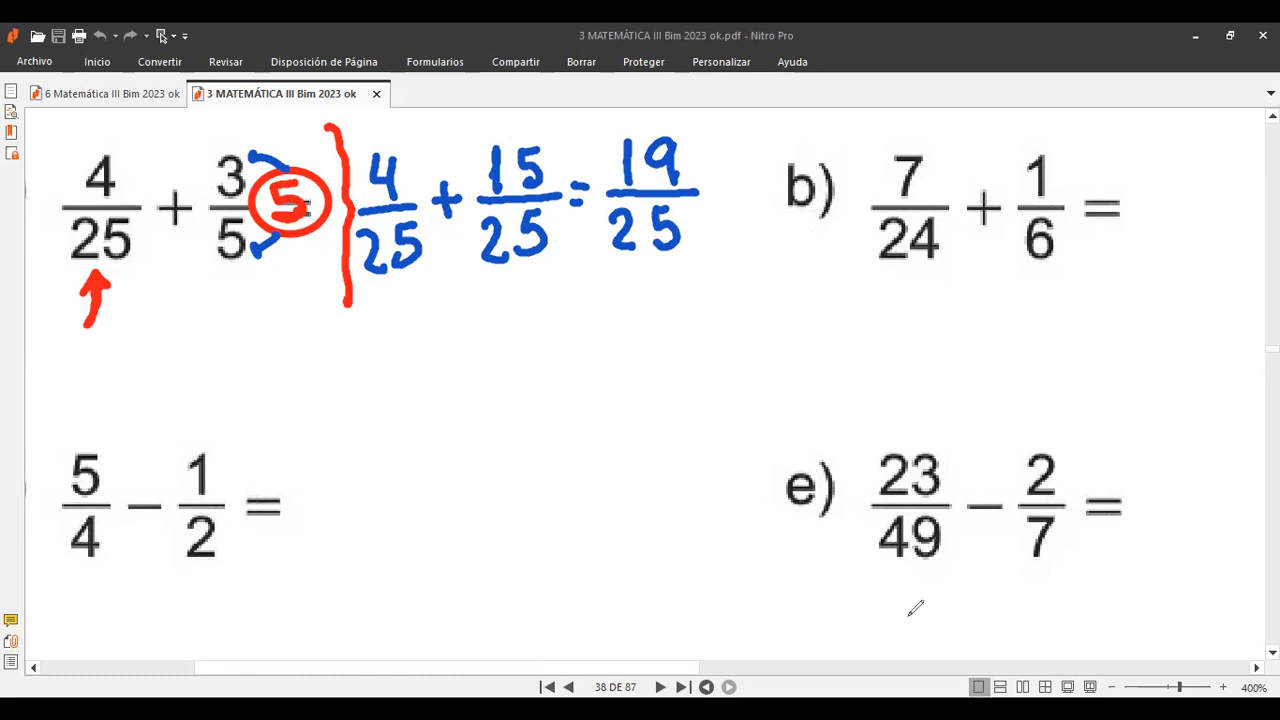 3 MATEMÁTICA III Bim 2023 ok.pdf - Nitro Pro
Archivo Inicio Convertir Revisar Disposición de Página Formularios Compartir Borrar Proteger Personalizar Ayuda
6 Matemática III Bim 2023 ok 3 MATEMÁTICA III Bim 2023 ok
4/25 + 3/5 = 5 4/25 + 15/25 = 19/25
b) 7/24 + 1/6 =
5/4 - 1/2 =
e) 23/49 - 2/7 =
38 DE 87 400%